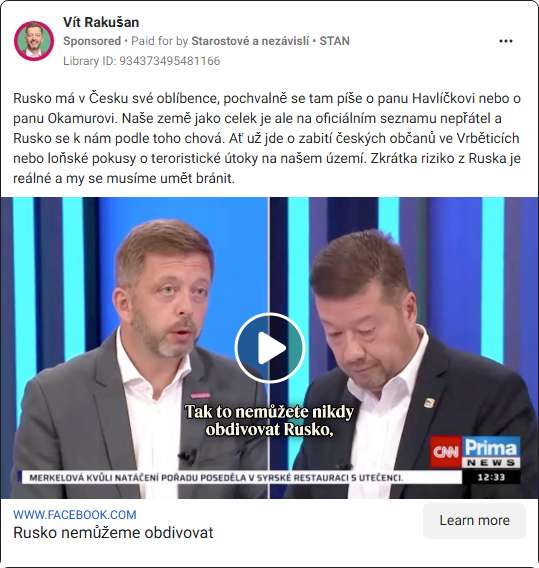 Vít Rakušan
Sponsored • Paid for by Starostové a nezávislí • STAN
Library ID: 934373495481166
Rusko má v Česku své oblíbence, pochvalně se tam píše o panu Havlíčkovi nebo o
panu Okamurovi. Naše země jako celek je ale na oficiálním seznamu nepřátel a
Rusko se k nám podle toho chová. Ať už jde o zabití českých občanů ve Vrběticích
nebo loňské pokusy o teroristické útoky na našem území. Zkrátka riziko z Ruska je
reálné a my se musíme umět bránit.
Tak to nemůžete nikdy
obdivovat Rusko,
CNN Prima
NEWS
MERKELOVÁ KVŮLI NATÁČENÍ POŘADU POSEDĚLA V SYRSKÉ RESTAURACI S UTEČENCI.
12:33
WWW.FACEBOOK.COM
Rusko nemůžeme obdivovat
Learn more